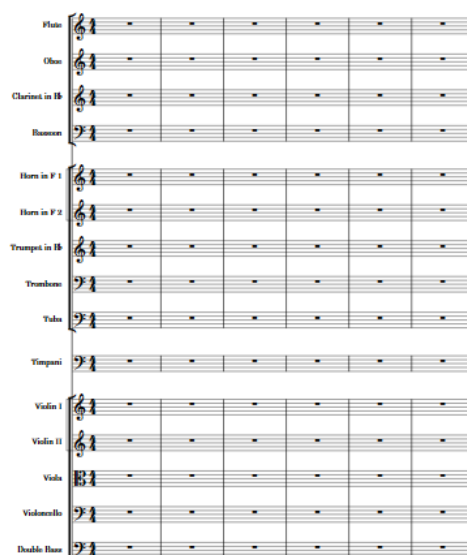 Flute
Oboe
Clarinet in B♭
Bassoon
Horn in F 1
Horn in F 2
Trumpet in B♭
Trombone
Tuba
Timpani
Violin I
Violin II
Viola
Violoncello
Double Bass